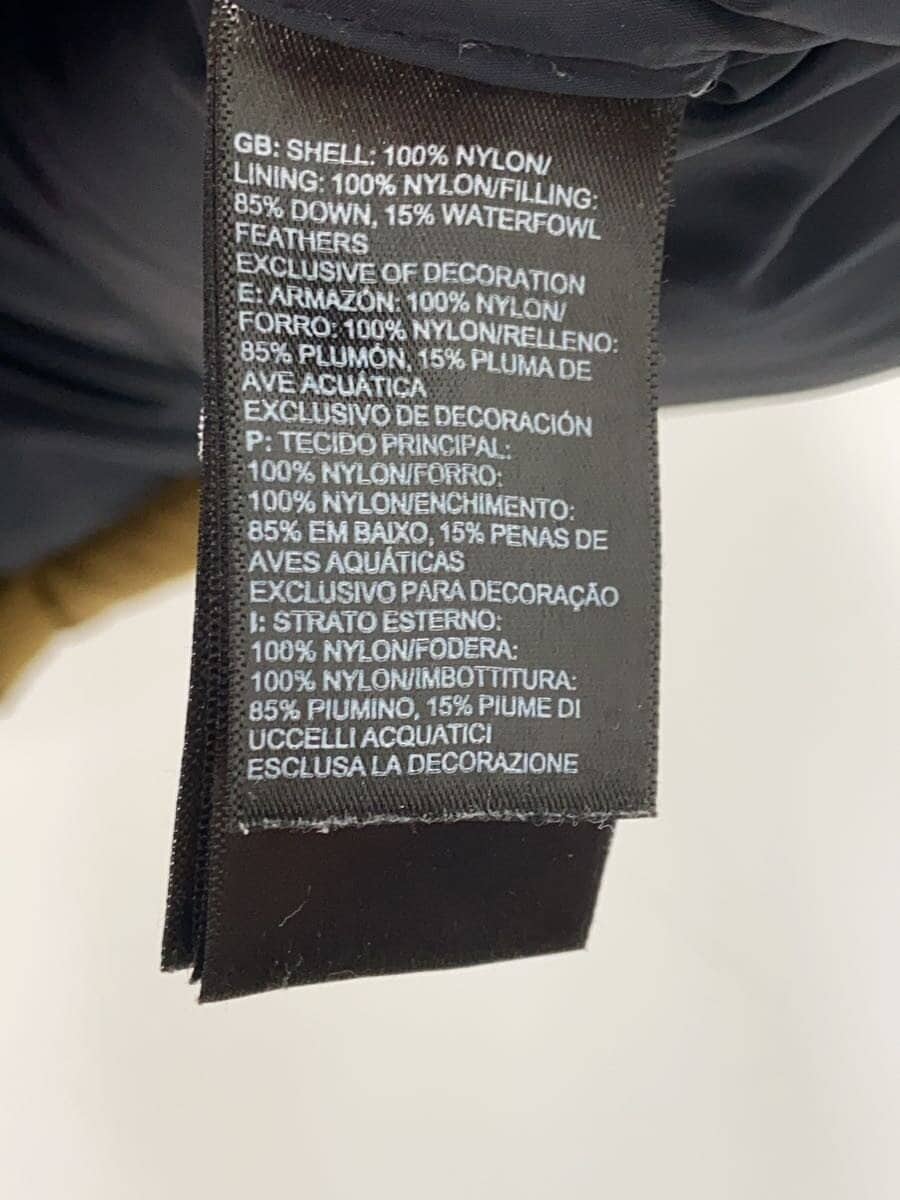 GB: SHELL: 100% NYLON/
LINING: 100% NYLON/FILLING:
85% DOWN, 15% WATERFOWL
FEATHERS
EXCLUSIVE OF DECORATION
E: ARMAZÓN: 100% NYLON/
FORRO: 100% NYLON/RELLENO:
85% PLUMÓN, 15% PLUMA DE
AVE ACUÁTICA
EXCLUSIVO DE DECORACIÓN
P: TECIDO PRINCIPAL:
100% NYLON/FORRO:
100% NYLON/ENCHIMENTO:
85% EM BAIXO, 15% PENAS DE
AVES AQUÁTICAS
EXCLUSIVO PARA DECORAÇÃO
I: STRATO ESTERNO:
100% NYLON/FODERA:
100% NYLON/IMBOTTITURA:
85% PIUMINO, 15% PIUME DI
UCCELLI ACQUATICI
ESCLUSA LA DECORAZIONE